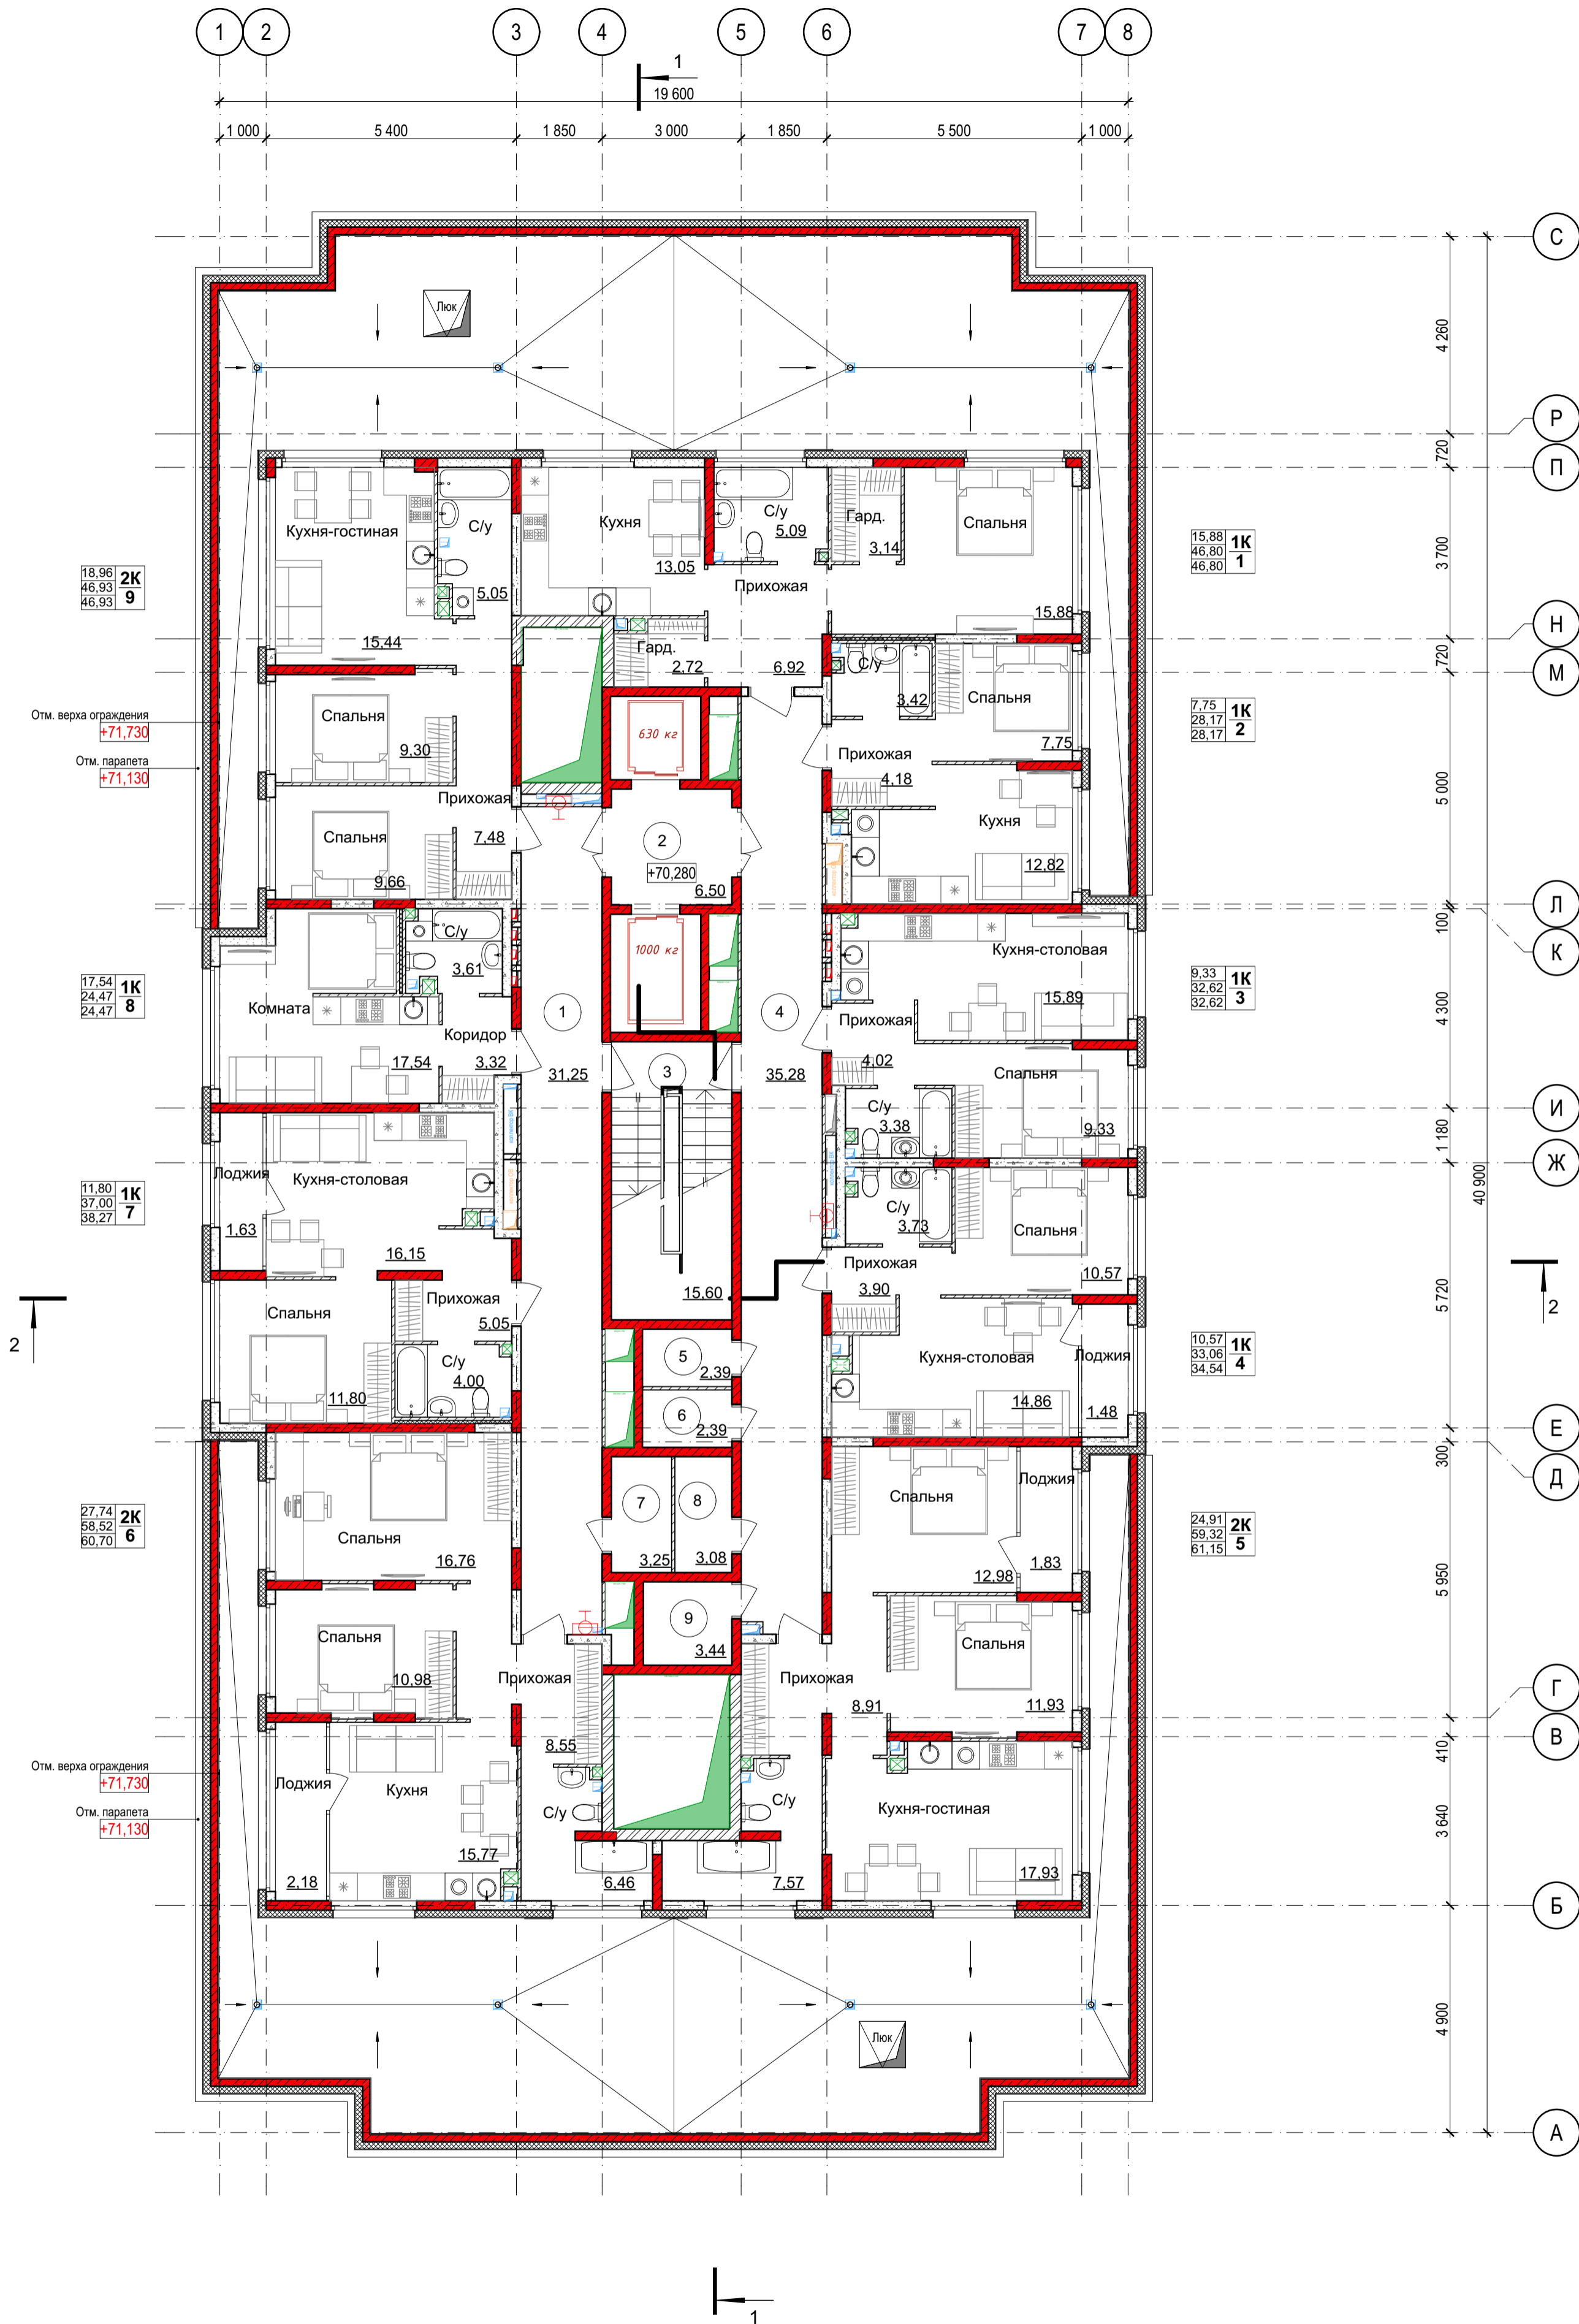 1 2 3 4 5 6 7 8
1
19 600
1 000 5 400 1 850 3 000 1 850 5 500 1 000
С
4 260
Люк
Р
720
П
Кухня-гостиная
С/у
5,05
15,44
Кухня
13,05
С/у
5,09
Гард.
3,14
Спальня
15,88
Прихожая
6,92
Гард.
2,72
18,96
46,93
46,93
2К
9
15,88
46,80
46,80
1К
1
3 700
Н
720
М
Отм. верха ограждения
+71,730
Отм. парапета
+71,130
Спальня
9,30
630 кг
С/у
3,42
Спальня
7,75
Прихожая
4,18
7,75
28,17
28,17
1К
2
5 000
Прихожая
7,48
Спальня
9,66
2
+70,280
6,50
Кухня
12,82
Л
100
К
17,54
24,47
24,47
1К
8
С/у
3,61
Комната
17,54
Коридор
3,32
1
31,25
1000 кг
4
35,28
3
15,60
Кухня-столовая
15,89
Прихожая
4,02
Спальня
9,33
С/у
3,38
9,33
32,62
32,62
1К
3
4 300
И
1 180
Ж
40 900
11,80
37,00
38,27
1К
7
Лоджия
1,63
Кухня-столовая
16,15
Спальня
11,80
Прихожая
5,05
С/у
4,00
С/у
3,73
Спальня
10,57
Прихожая
3,90
Кухня-столовая
14,86
Лоджия
1,48
10,57
33,06
34,54
1К
4
5 720
2
2
5
2,39
6
2,39
Е
300
Д
27,74
58,52
60,70
2К
6
Спальня
16,76
Спальня
10,98
7
3,25
8
3,08
9
3,44
Спальня
12,98
Лоджия
1,83
Спальня
11,93
24,91
59,32
61,15
2К
5
5 950
Г
410
В
Прихожая
8,55
Прихожая
8,91
Отм. верха ограждения
+71,730
Отм. парапета
+71,130
Лоджия
2,18
Кухня
15,77
С/у
6,46
С/у
7,57
Кухня-гостиная
17,93
3 640
Б
Люк
4 900
А
1